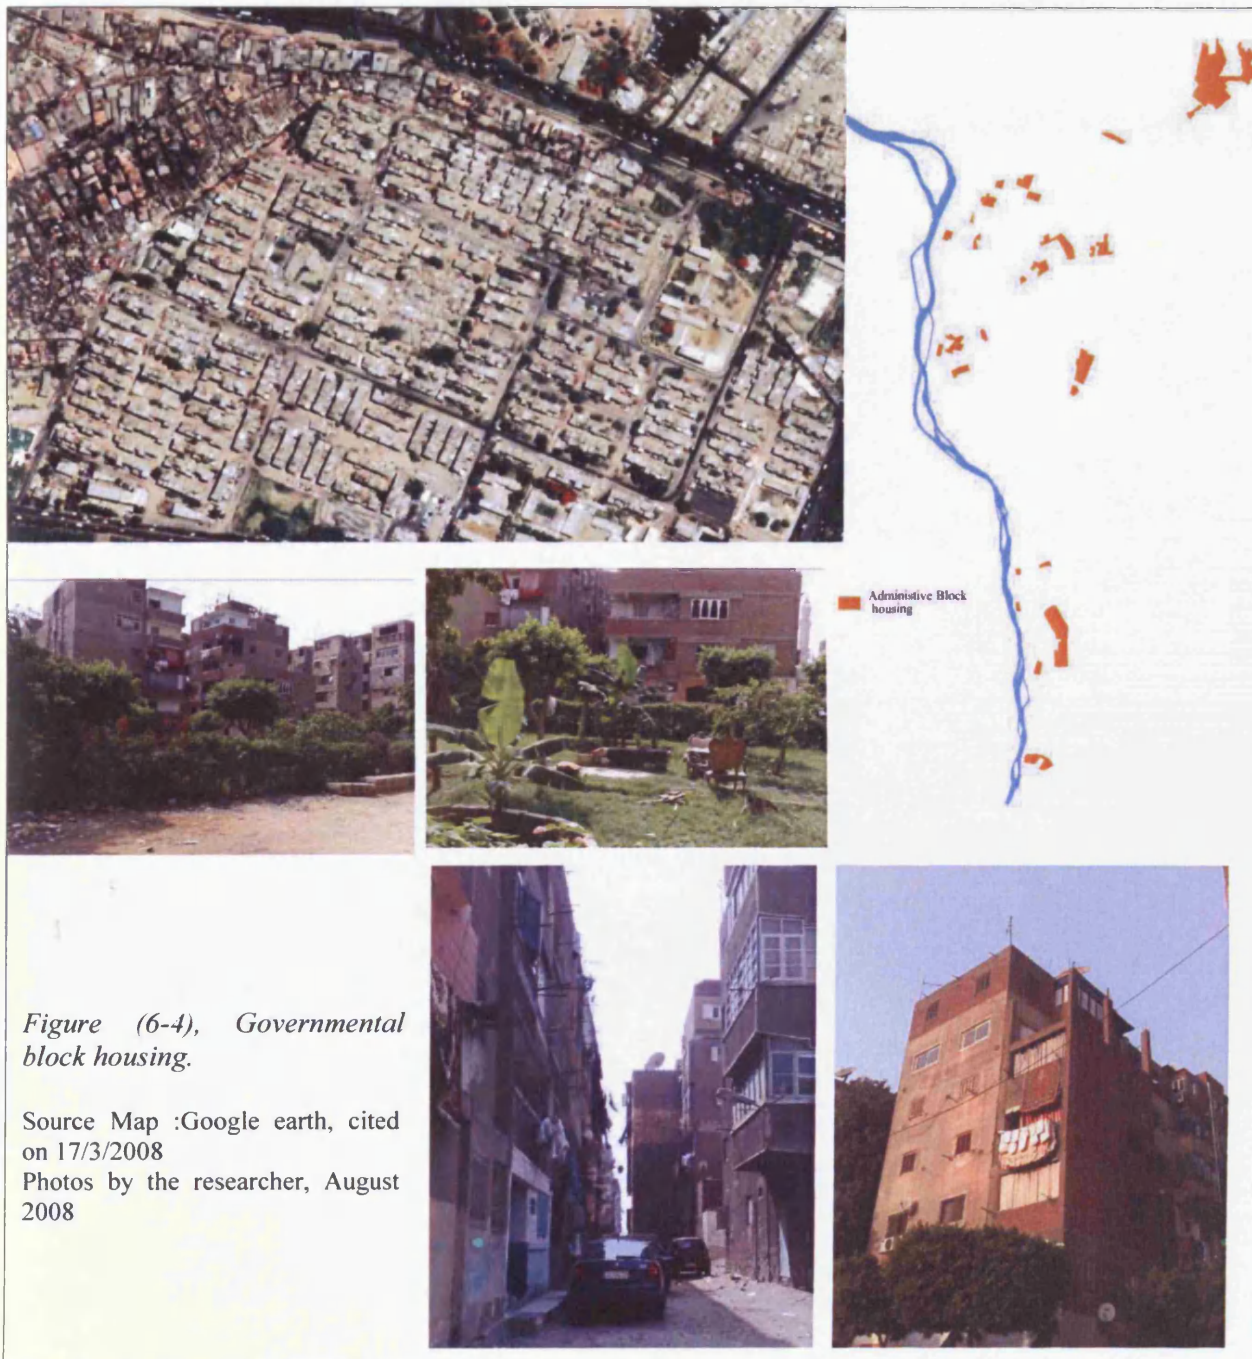 Administive Block
housing
Figure (6-4), Governmental
block housing.
Source Map :Google earth, cited
on 17/3/2008
Photos by the researcher, August
2008